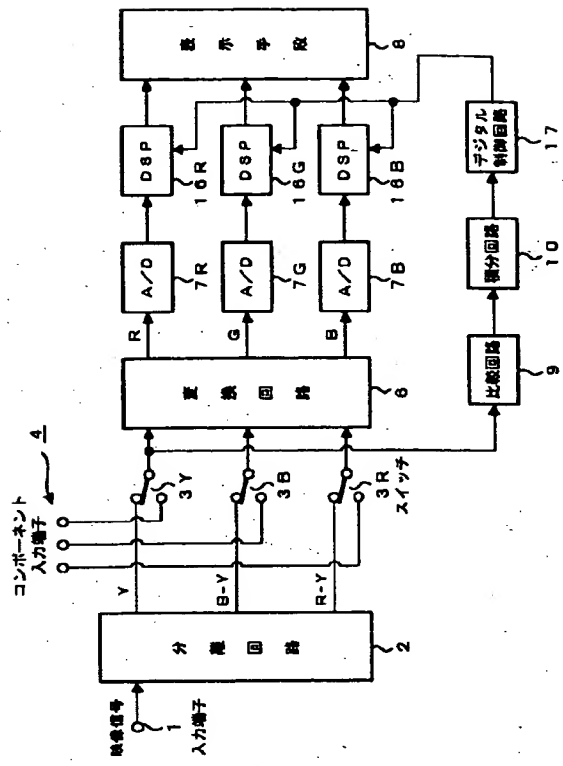 映像信号
1
入力端子
分離回路
2
コンポーネント
入力端子
4
Y
B-Y
R-Y
3Y
3B
3R
スイッチ
変換回路
6
R
G
B
A/D
7R
A/D
7G
A/D
7B
DSP
16R
DSP
16G
DSP
16B
表示手段
8
比較回路
9
積分回路
10
デジタル
制御回路
17